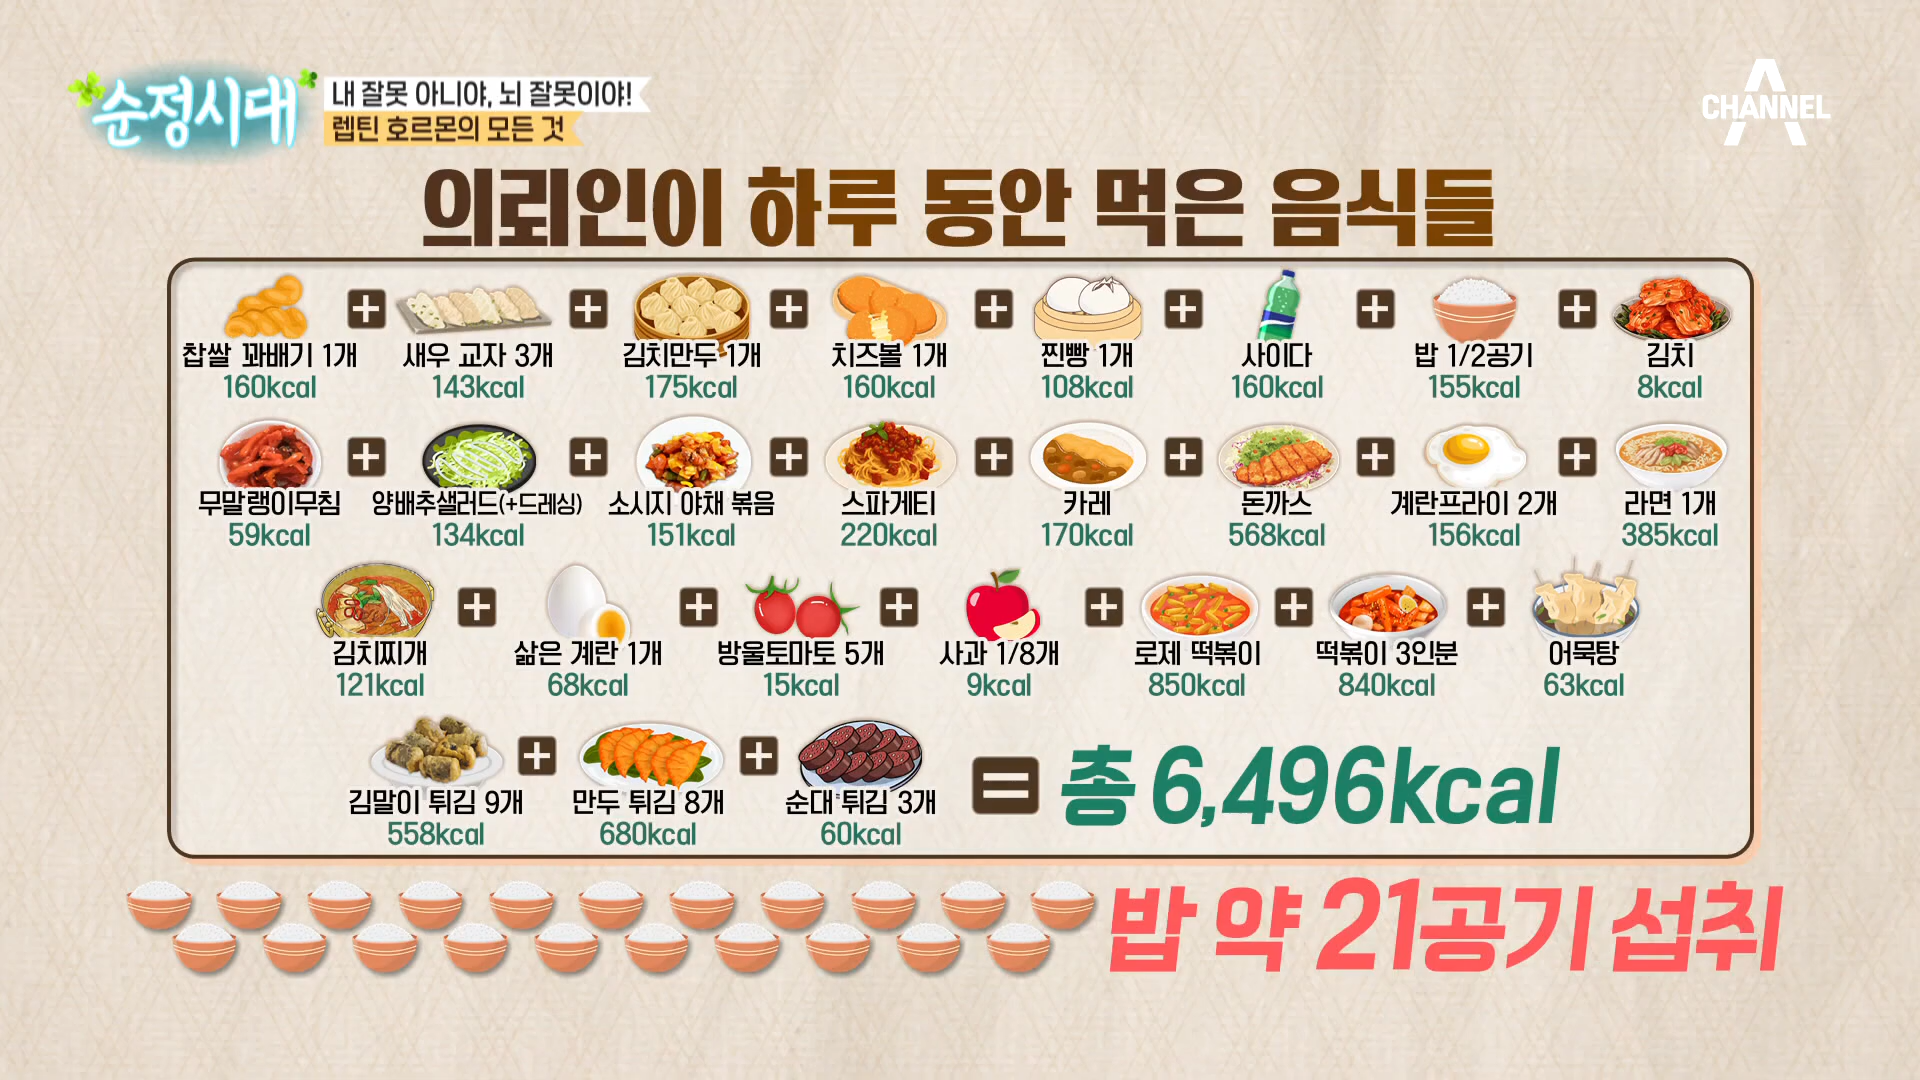 순정시대
내 잘못 아니야, 뇌 잘못이야!
렙틴 호르몬의 모든 것
CHANNEL A
의뢰인이 하루 동안 먹은 음식들
찹쌀 꽈배기 1개 + 새우 교자 3개 + 김치만두 1개 + 치즈볼 1개 + 찐빵 1개 + 사이다 + 밥 1/2공기 + 김치
160kcal 143kcal 175kcal 160kcal 108kcal 160kcal 155kcal 8kcal
무말랭이무침 + 양배추샐러드(+드레싱) + 소시지 야채 볶음 + 스파게티 + 카레 + 돈까스 + 계란프라이 2개 + 라면 1개
59kcal 134kcal 151kcal 220kcal 170kcal 568kcal 156kcal 385kcal
김치찌개 + 삶은 계란 1개 + 방울토마토 5개 + 사과 1/8개 + 로제 떡볶이 + 떡볶이 3인분 + 어묵탕
121kcal 68kcal 15kcal 9kcal 850kcal 840kcal 63kcal
김말이 튀김 9개 + 만두 튀김 8개 + 순대 튀김 3개 = 총 6,496kcal
558kcal 680kcal 60kcal
밥 약 21공기 섭취